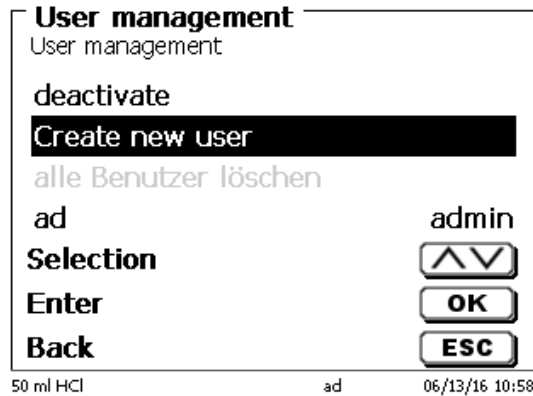 User management
User management
deactivate
Create new user
alle Benutzer löschen
ad admin
Selection
Enter OK
Back ESC
50 ml HCl ad 06/13/16 10:58